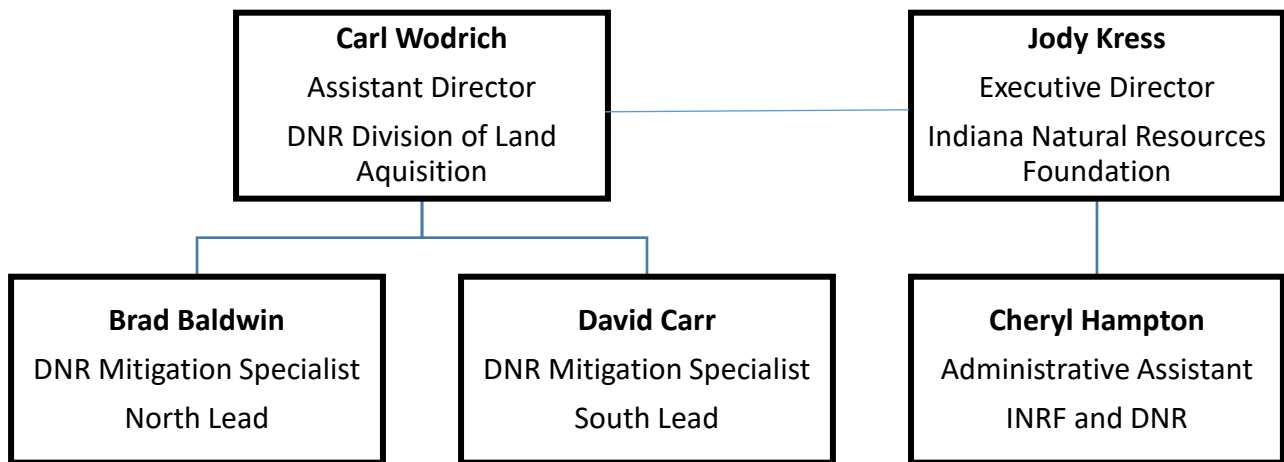 Carl Wodrich
Assistant Director
DNR Division of Land
Aquisition
Jody Kress
Executive Director
Indiana Natural Resources
Foundation
Brad Baldwin
DNR Mitigation Specialist
North Lead
David Carr
DNR Mitigation Specialist
South Lead
Cheryl Hampton
Administrative Assistant
INRF and DNR